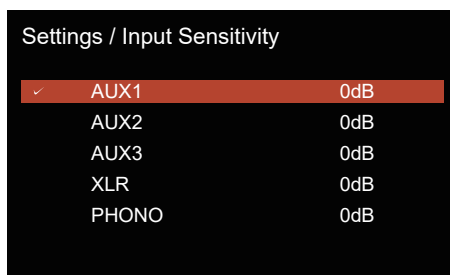 Settings / Input Sensitivity
✓ AUX1 0dB
AUX2 0dB
AUX3 0dB
XLR 0dB
PHONO 0dB